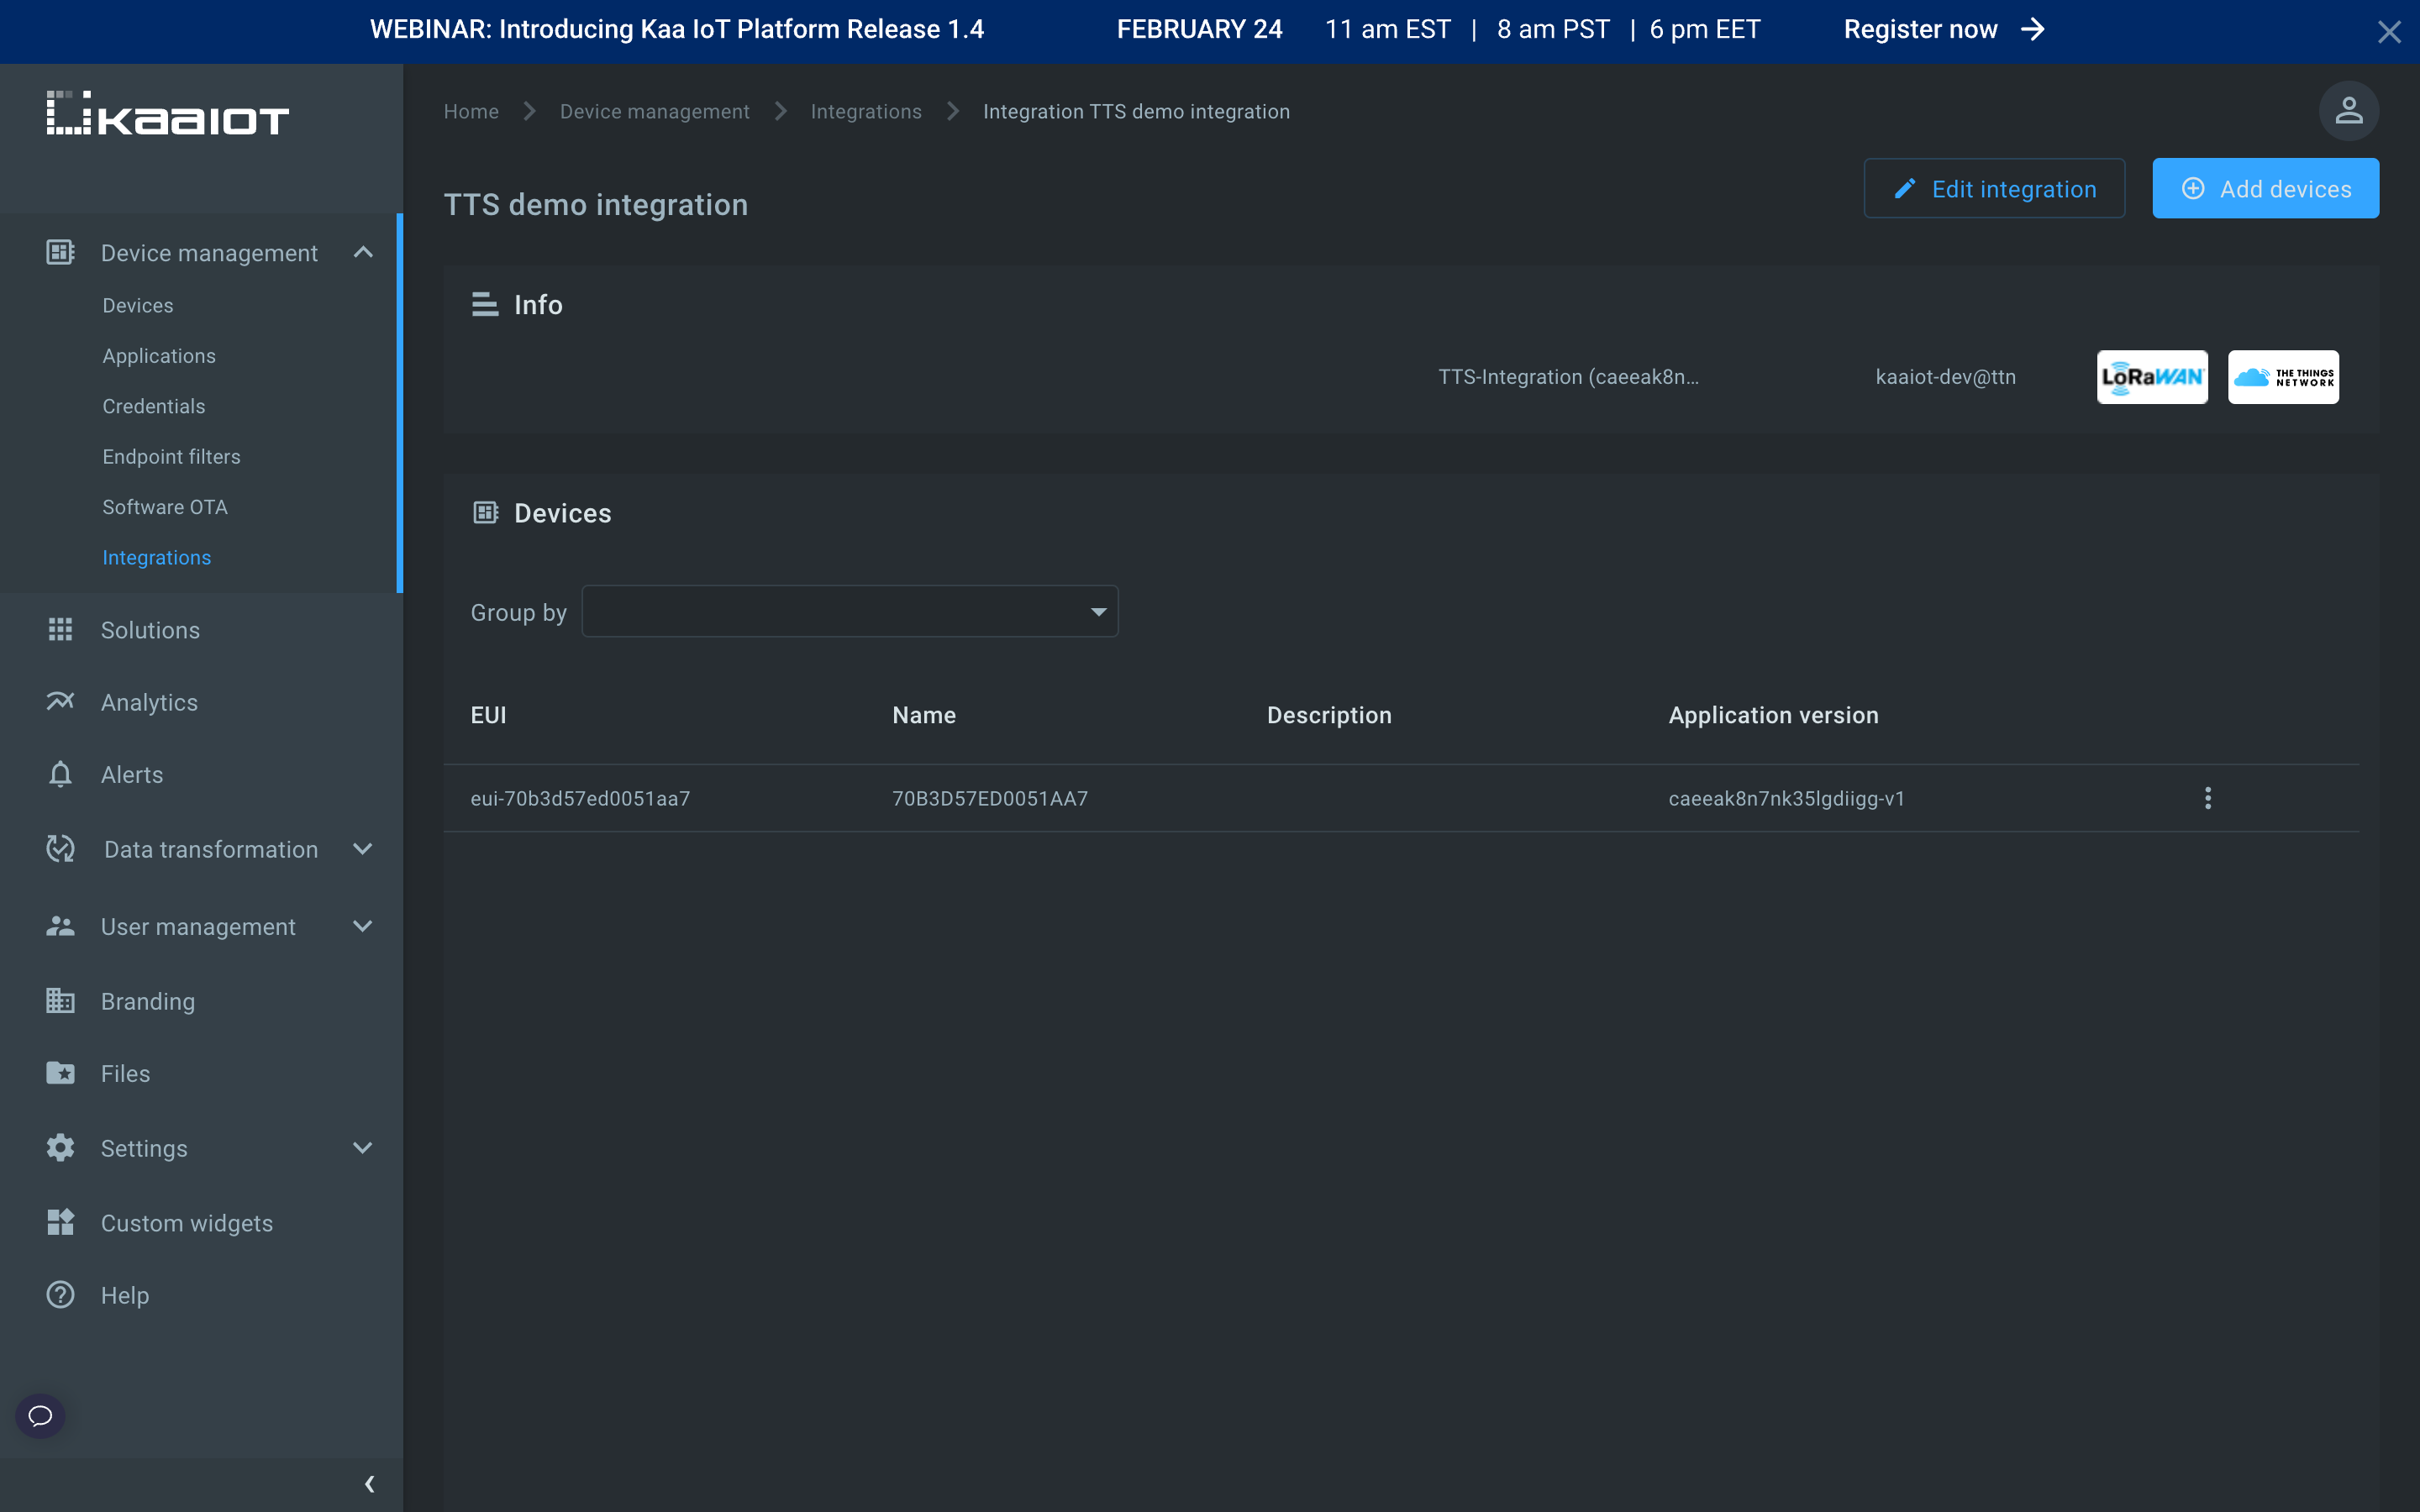 WEBINAR: Introducing Kaa IoT Platform Release 1.4 FEBRUARY 24 11 am EST | 8 am PST | 6 pm EET Register now
KaaIoT
Home Device management Integrations Integration TTS demo integration
TTS demo integration
Edit integration
Add devices
Device management
Devices
Applications
Credentials
Endpoint filters
Software OTA
Integrations
Solutions
Analytics
Alerts
Data transformation
User management
Branding
Files
Settings
Custom widgets
Help
Info
TTS-Integration (caeeak8n... kaaiot-dev@ttn LoRaWAN THE THINGS
NETWORK
Devices
Group by
EUI Name Description Application version
eui-70b3d57ed0051aa7 70B3D57ED0051AA7 caeeak8n7nk35lgdiigg-v1